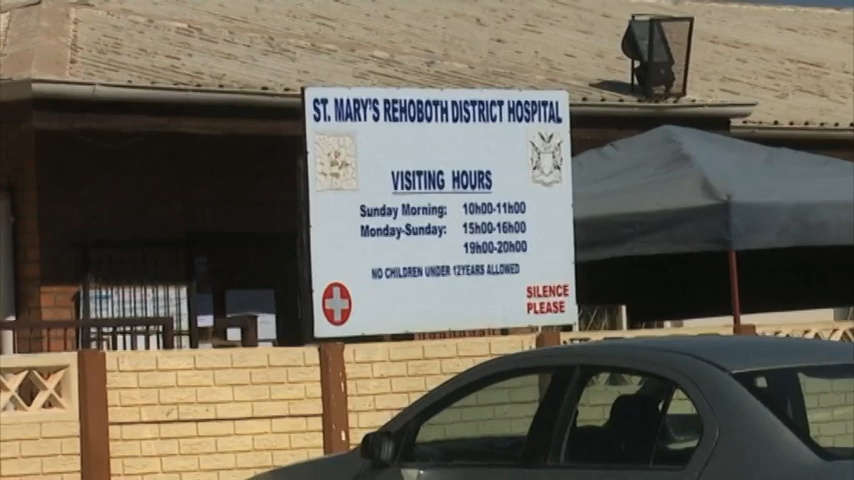 ST. MARY'S REHOBOTH DISTRICT HOSPITAL
VISITING HOURS
Sunday Morning: 10h00-11h00
Monday-Sunday: 15h00-16h00
19h00-20h00
NO CHILDREN UNDER 12YEARS ALLOWED
SILENCE
PLEASE